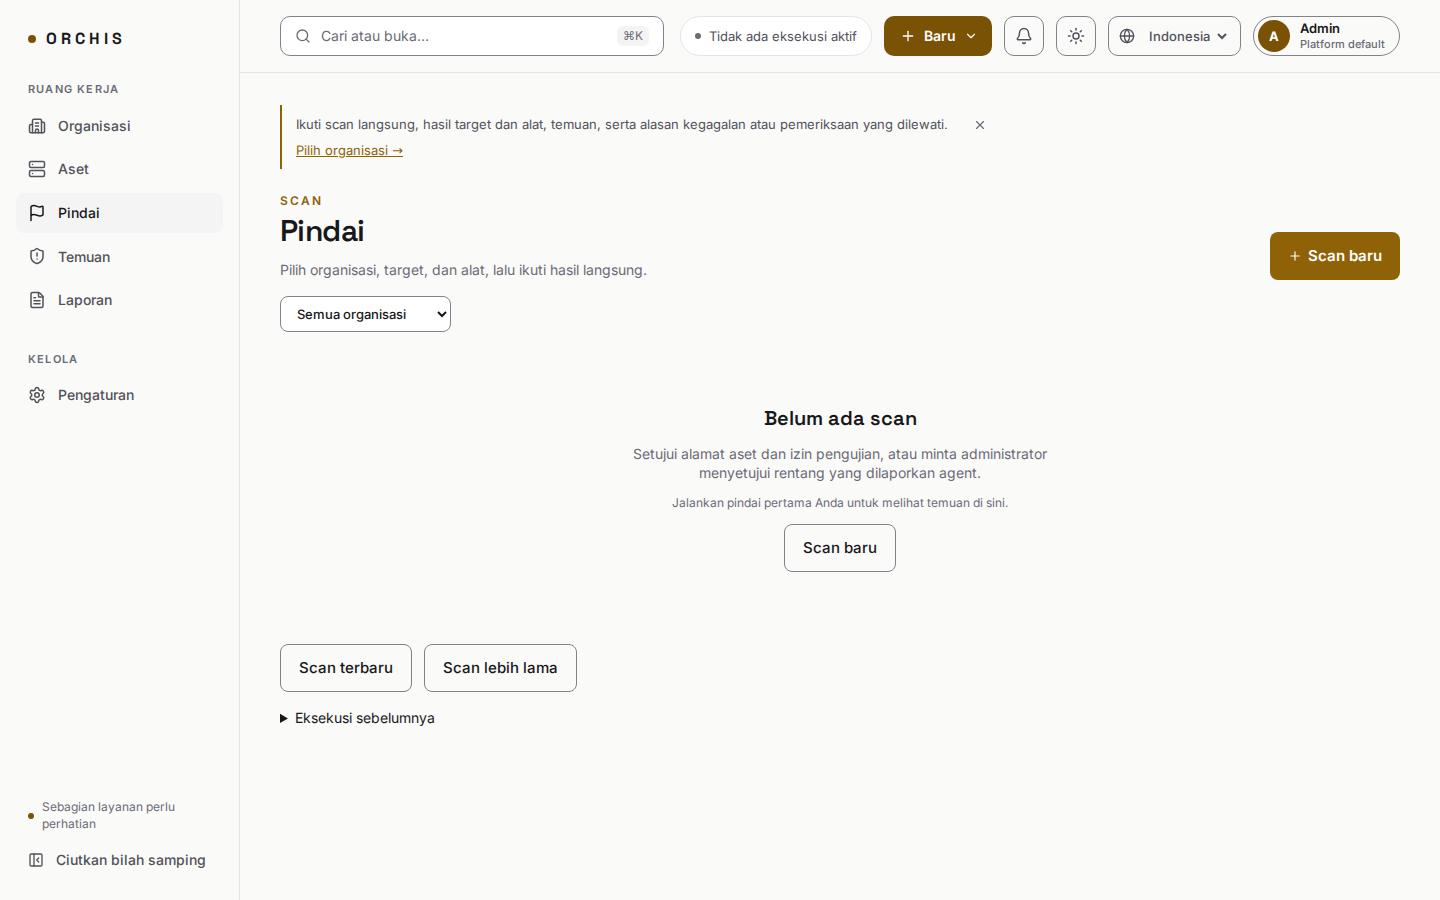 ORCHIS
RUANG KERJA
Organisasi
Aset
Pindai
Temuan
Laporan
KELOLA
Pengaturan
Sebagian layanan perlu
perhatian
Ciutkan bilah samping
Cari atau buka...
⌘K
Tidak ada eksekusi aktif
+ Baru
Indonesia
A
Admin
Platform default
Ikuti scan langsung, hasil target dan alat, temuan, serta alasan kegagalan atau pemeriksaan yang dilewati.
Pilih organisasi →
SCAN
Pindai
Pilih organisasi, target, dan alat, lalu ikuti hasil langsung.
+ Scan baru
Semua organisasi
Belum ada scan
Setujui alamat aset dan izin pengujian, atau minta administrator
menyetujui rentang yang dilaporkan agent.
Jalankan pindai pertama Anda untuk melihat temuan di sini.
Scan baru
Scan terbaru
Scan lebih lama
Eksekusi sebelumnya